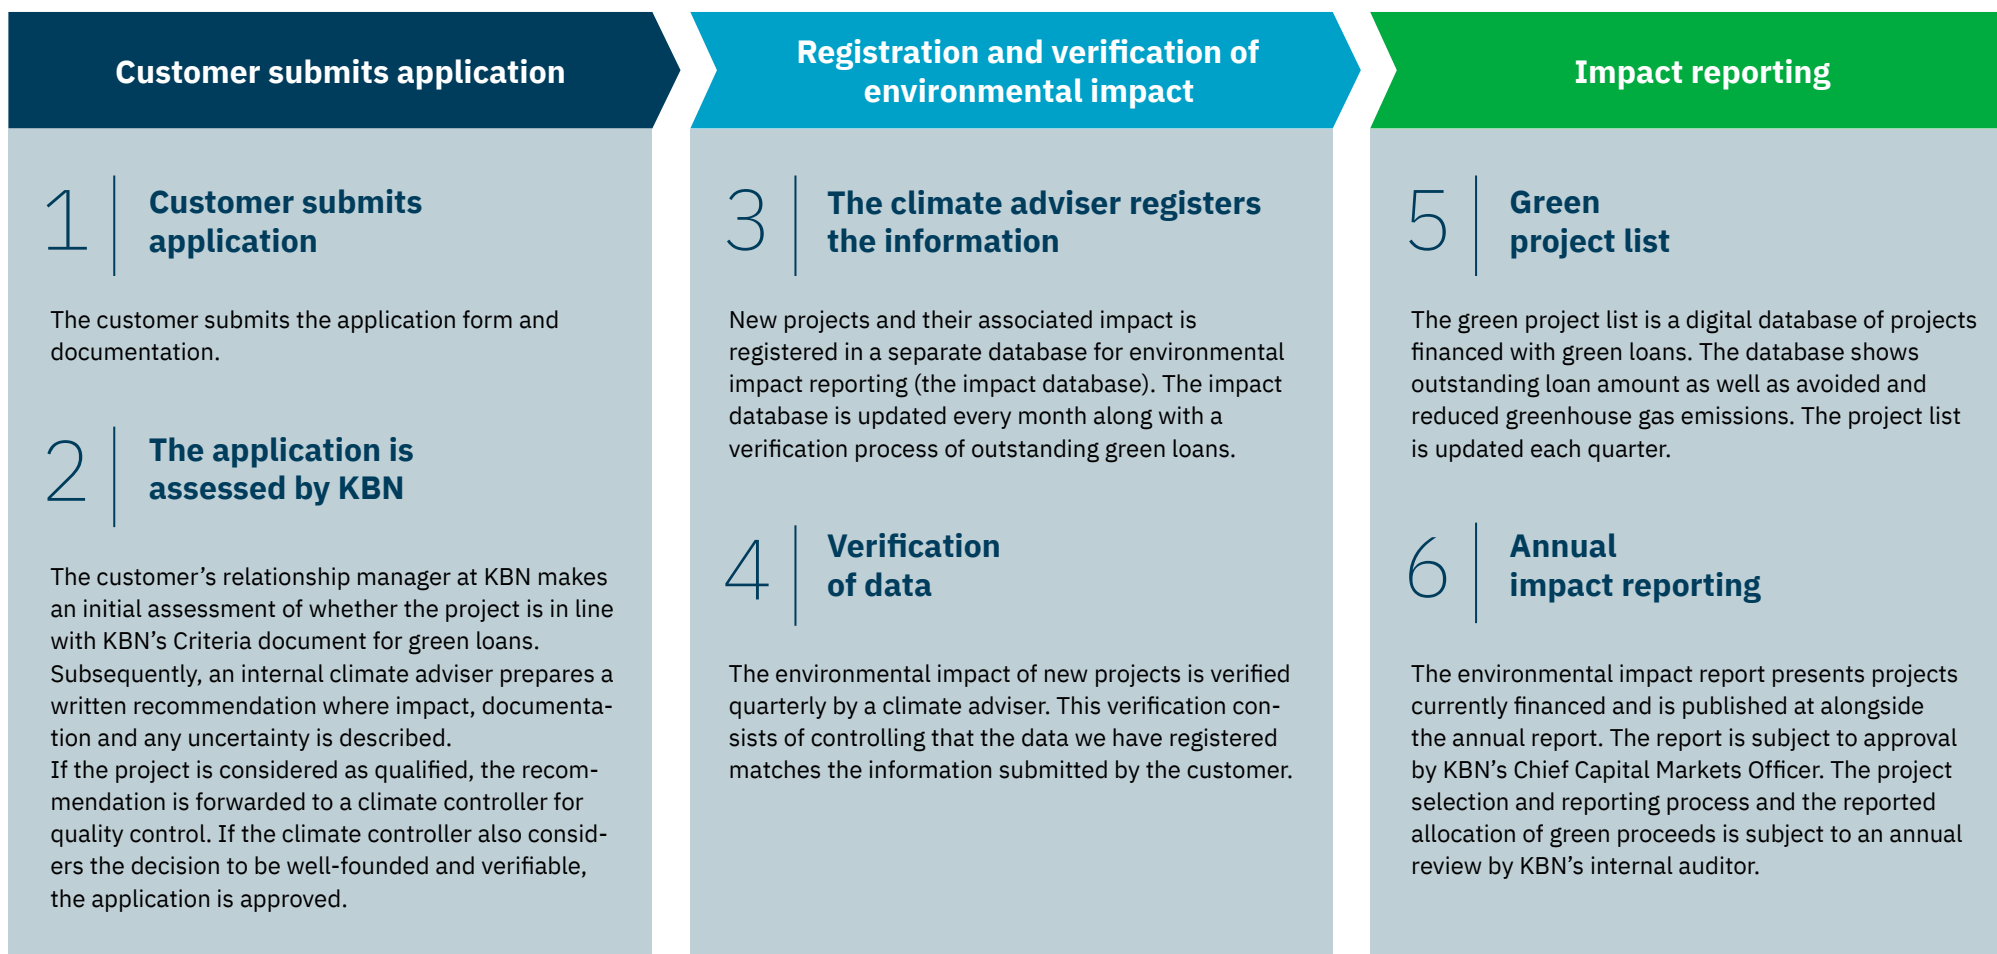 Customer submits application
1
Customer submits
application
The customer submits the application form and
documentation.
2
The application is
assessed by KBN
The customer’s relationship manager at KBN makes
an initial assessment of whether the project is in line
with KBN’s Criteria document for green loans.
Subsequently, an internal climate adviser prepares a
written recommendation where impact, documenta-
tion and any uncertainty is described.
If the project is considered as qualified, the recom-
mendation is forwarded to a climate controller for
quality control. If the climate controller also consid-
ers the decision to be well-founded and verifiable,
the application is approved.
Registration and verification of
environmental impact
3
The climate adviser registers
the information
New projects and their associated impact is
registered in a separate database for environmental
impact reporting (the impact database). The impact
database is updated every month along with a
verification process of outstanding green loans.
4
Verification
of data
The environmental impact of new projects is verified
quarterly by a climate adviser. This verification con-
sists of controlling that the data we have registered
matches the information submitted by the customer.
Impact reporting
5
Green
project list
The green project list is a digital database of projects
financed with green loans. The database shows
outstanding loan amount as well as avoided and
reduced greenhouse gas emissions. The project list
is updated each quarter.
6
Annual
impact reporting
The environmental impact report presents projects
currently financed and is published at alongside
the annual report. The report is subject to approval
by KBN’s Chief Capital Markets Officer. The project
selection and reporting process and the reported
allocation of green proceeds is subject to an annual
review by KBN’s internal auditor.